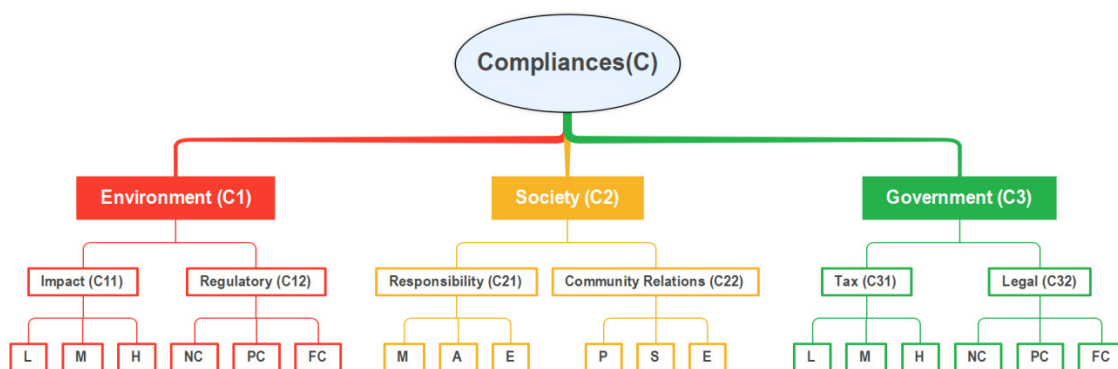 Compliances(C)
Environment (C1)
Society (C2)
Government (C3)
Impact (C11)
Regulatory (C12)
Responsibility (C21)
Community Relations (C22)
Tax (C31)
Legal (C32)
L
M
H
NC
PC
FC
M
A
E
P
S
E
L
M
H
NC
PC
FC